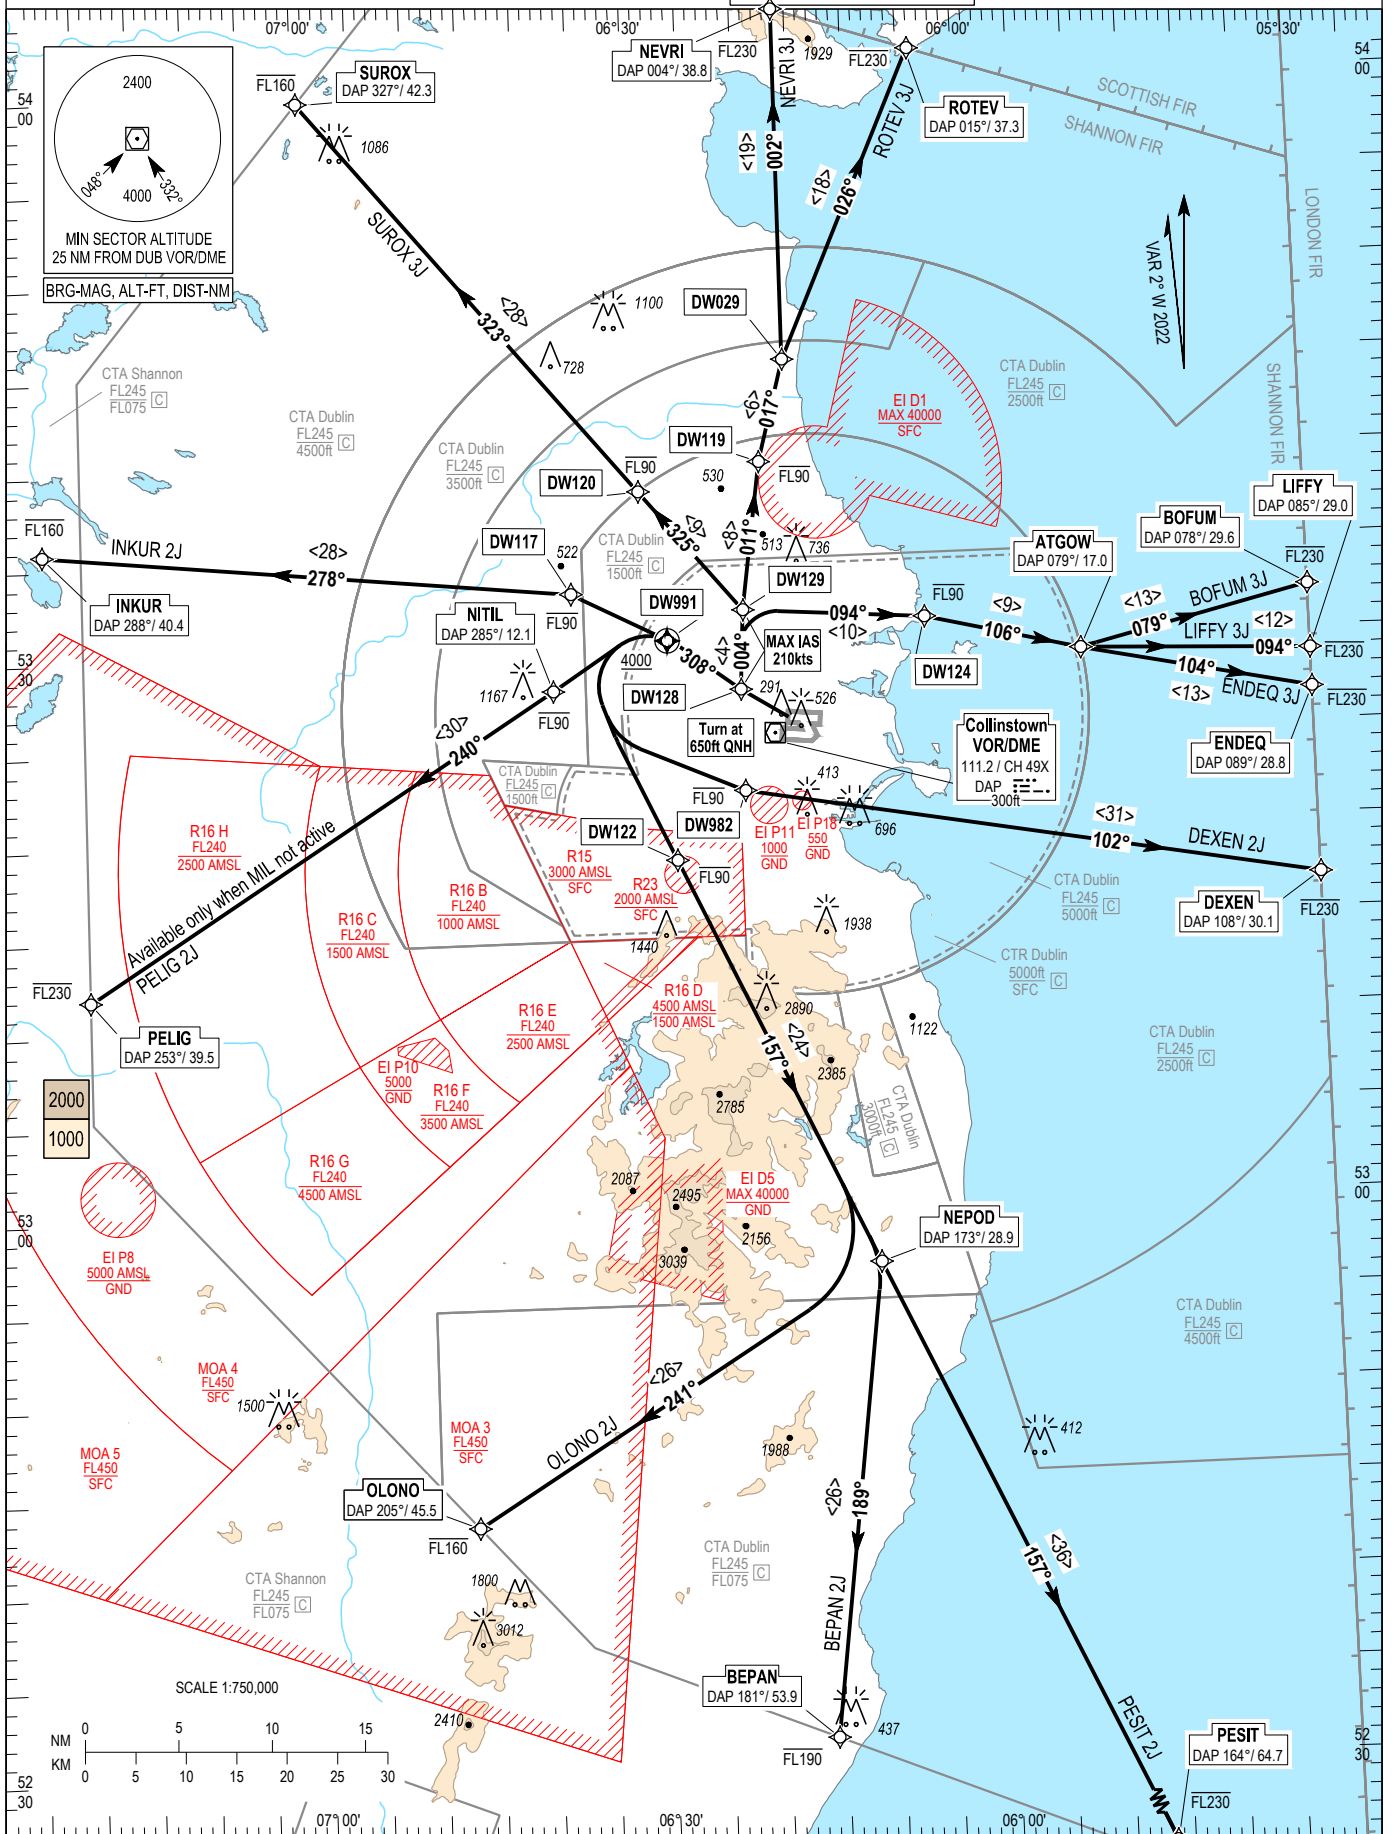 07°00'
06°30'
06°00'
05°30'
54
00
54
00
2400
048°
332°
4000
MIN SECTOR ALTITUDE
25 NM FROM DUB VOR/DME
BRG-MAG, ALT-FT, DIST-NM
FL160
SUROX
DAP 327°/ 42.3
1086
SUROX 3J
<28>
323°
NEVRI
DAP 004°/ 38.8
FL230
1929
NEVRI 3J
<19>
002°
FL230
ROTEV
DAP 015°/ 37.3
ROTEV 3J
<18>
026°
SCOTTISH FIR
SHANNON FIR
LONDON FIR
SHANNON FIR
VAR 2° W 2022
DW029
1100
728
CTA Shannon
FL245
FL075
C
CTA Dublin
FL245
4500ft
C
CTA Dublin
FL245
3500ft
C
CTA Dublin
FL245
2500ft
C
EI D1
MAX 40000
SFC
<6>
017°
DW119
FL90
DW120
FL90
530
<9>
325°
<8>
011°
513
736
CTA Dublin
FL245
1500ft
C
DW117
522
FL90
FL160
INKUR 2J
<28>
278°
INKUR
DAP 288°/ 40.4
NITIL
DAP 285°/ 12.1
1167
FL90
DW991
4000
308°
DW129
<4>
004°
MAX IAS
210kts
DW128
291
526
Turn at
650ft QNH
094°
<10>
FL90
DW124
<9>
106°
ATGOW
DAP 079°/ 17.0
BOFUM
DAP 078°/ 29.6
LIFFY
DAP 085°/ 29.0
FL230
<13>
079°
BOFUM 3J
LIFFY 3J
<12>
094°
FL230
104°
<13>
ENDEQ 3J
FL230
ENDEQ
DAP 089°/ 28.8
Collinstown
VOR/DME
111.2 / CH 49X
DAP
300ft
53
30
<30>
240°
Available only when MIL not active
PELIG 2J
FL230
PELIG
DAP 253°/ 39.5
CTA Dublin
FL245
1500ft
C
DW122
DW982
FL90
FL90
413
696
EI P11
1000
GND
EI P18
550
GND
<31>
102°
DEXEN 2J
DEXEN
DAP 108°/ 30.1
FL230
R16 H
FL240
2500 AMSL
R16 C
FL240
1500 AMSL
R16 B
FL240
1000 AMSL
R15
3000 AMSL
SFC
R23
2000 AMSL
SFC
1440
1938
CTA Dublin
FL245
5000ft
C
CTR Dublin
5000ft
SFC
C
R16 D
4500 AMSL
1500 AMSL
R16 E
FL240
2500 AMSL
2890
1122
EI P10
5000
GND
R16 F
FL240
3500 AMSL
<24>
157°
2385
2785
CTA Dublin
FL245
3000ft
C
CTA Dublin
FL245
2500ft
C
2000
1000
R16 G
FL240
4500 AMSL
2087
2495
EI D5
MAX 40000
GND
2156
3039
53
00
53
00
NEPOD
DAP 173°/ 28.9
EI P8
5000 AMSL
GND
CTA Dublin
FL245
4500ft
C
MOA 4
FL450
SFC
1500
MOA 5
FL450
SFC
MOA 3
FL450
SFC
<26>
241°
OLONO 2J
1988
412
OLONO
DAP 205°/ 45.5
FL160
<26>
189°
<36>
157°
CTA Dublin
FL245
FL075
C
CTA Shannon
FL245
FL075
C
1800
3012
BEPAN 2J
BEPAN
DAP 181°/ 53.9
437
FL190
2410
PESIT 2J
PESIT
DAP 164°/ 64.7
FL230
SCALE 1:750,000
NM
0 5 10 15
KM
0 5 10 15 20 25 30
52
30
52
30
07°00'
06°30'
06°00'